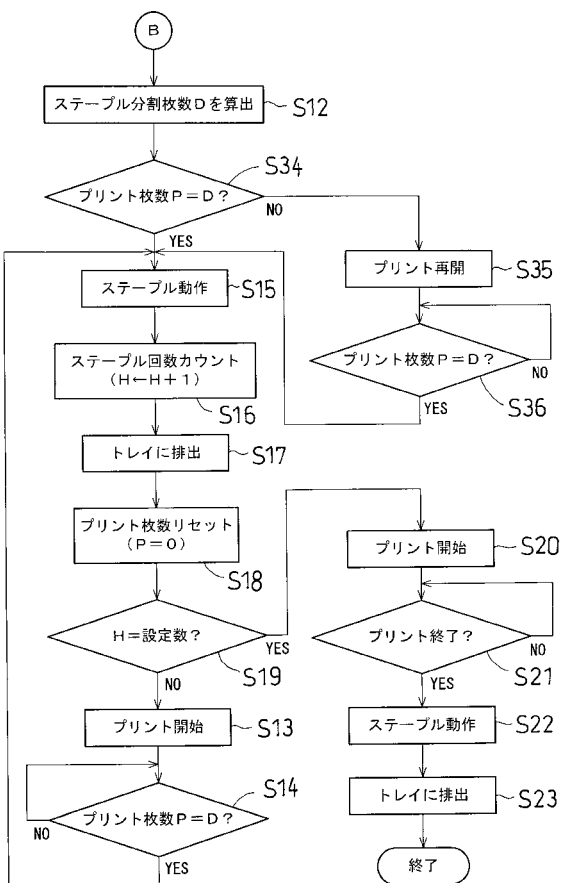 B
ステープル分割枚数Dを算出
S12
プリント枚数P=D?
S34
NO
YES
ステープル動作
S15
プリント再開
S35
ステープル回数カウント
(H←H+1)
S16
プリント枚数P=D?
NO
S36
YES
トレイに排出
S17
プリント枚数リセット
(P=0)
S18
プリント開始
S20
H=設定数?
YES
S19
NO
プリント終了?
NO
S21
YES
プリント開始
S13
ステープル動作
S22
プリント枚数P=D?
S14
NO
YES
トレイに排出
S23
終了